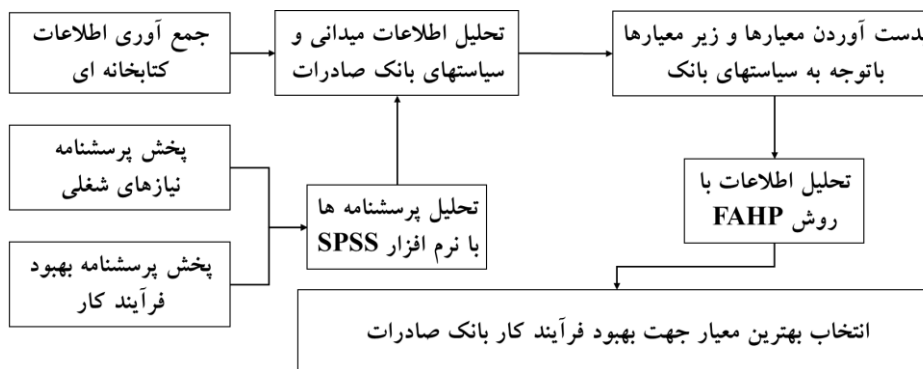 جمع آوری اطلاعات
کتابخانه ای
تحلیل اطلاعات میدانی و
سیاستهای بانک صادرات
بدست آوردن معیارها و زیر معیارها
باتوجه به سیاستهای بانک
پخش پرسشنامه
نیازهای شغلی
پخش پرسشنامه بهبود
فرآیند کار
تحلیل پرسشنامه ها
با نرم افزار SPSS
تحلیل اطلاعات با
روش FAHP
انتخاب بهترین معیار جهت بهبود فرآیند کار بانک صادرات